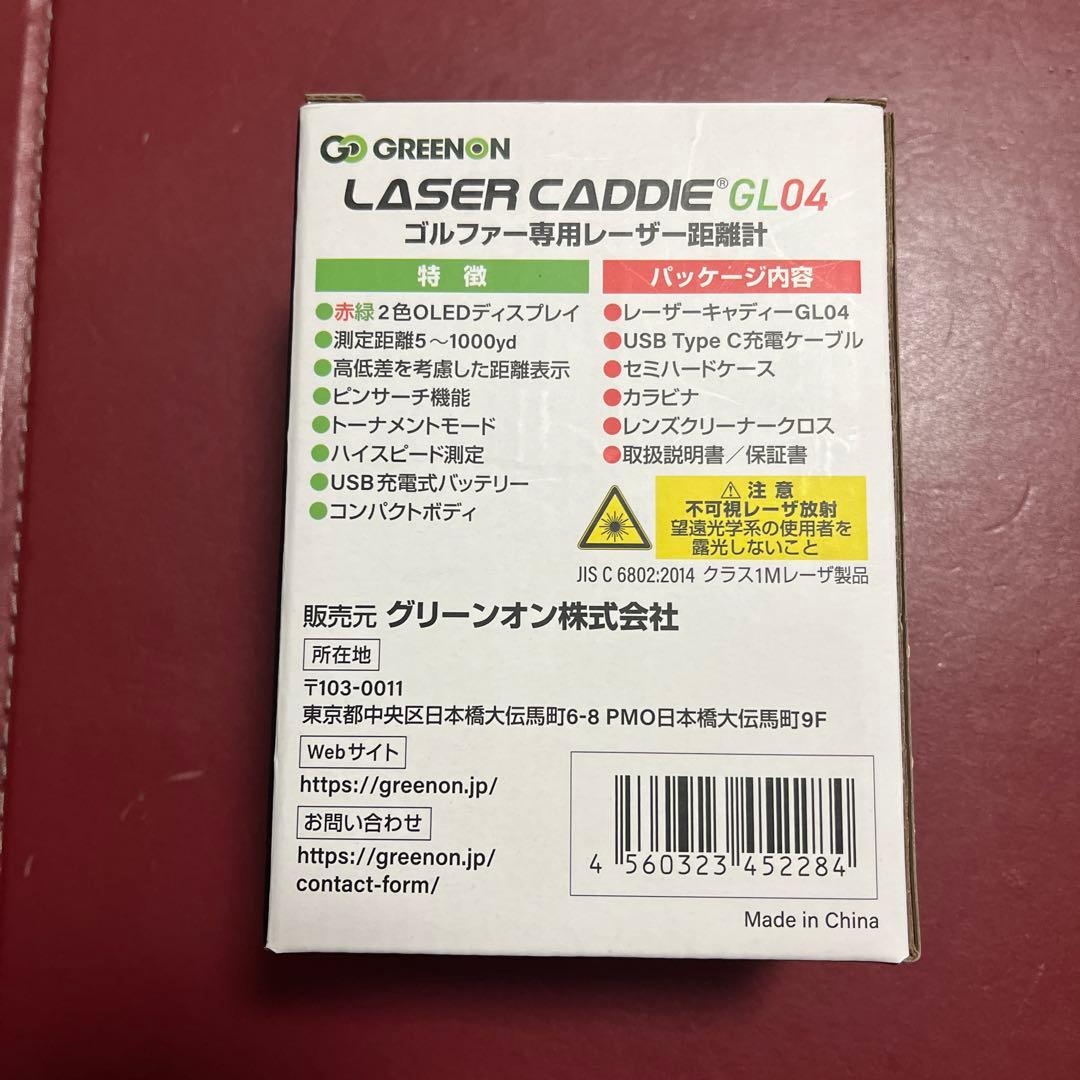 GO GREENON
LASER CADDIE® GL04
ゴルファー専用レーザー距離計
特徴
●赤緑2色OLEDディスプレイ
●測定距離5〜1000yd
●高低差を考慮した距離表示
●ピンサーチ機能
●トーナメントモード
●ハイスピード測定
●USB充電式バッテリー
●コンパクトボディ
パッケージ内容
●レーザーキャディーGL04
●USB Type C充電ケーブル
●セミハードケース
●カラビナ
●レンズクリーナークロス
●取扱説明書／保証書
⚠注意
不可視レーザ放射
望遠光学系の使用者を
露光しないこと
JIS C 6802:2014 クラス1Mレーザ製品
販売元 グリーンオン株式会社
所在地
〒103-0011
東京都中央区日本橋大伝馬町6-8 PMO日本橋大伝馬町9F
Webサイト
https://greenon.jp/
お問い合わせ
https://greenon.jp/
contact-form/
4 560323 452284
Made in China